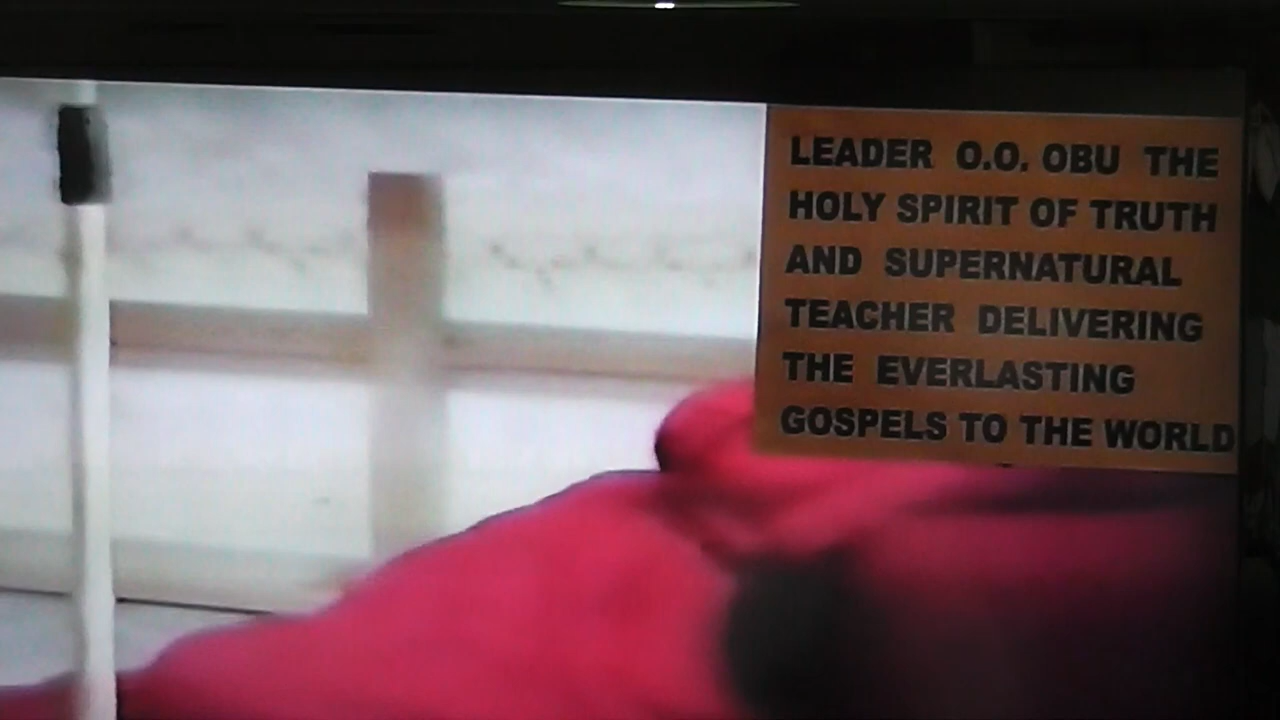 LEADER O.O. OBU THE
HOLY SPIRIT OF TRUTH
AND SUPERNATURAL
TEACHER DELIVERING
THE EVERLASTING
GOSPELS TO THE WORLD